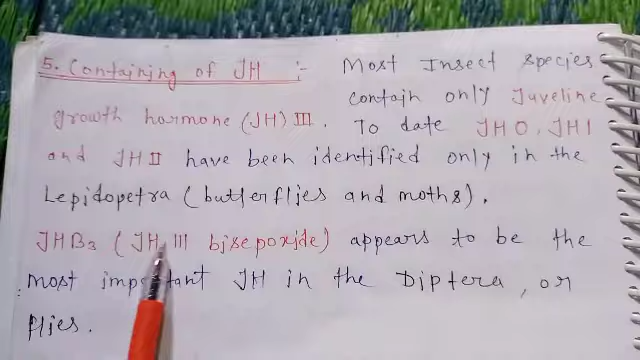 5. Containing of JH :- Most Insect species
contain only Juveline
growth hormone (JH) III. To date JHO, JHI
and JH II have been identified only in the
Lepidopetra (butterflies and moths).
JHB3 (JH III bisepoxide) appears to be the
most important JH in the Diptera, or
flies.